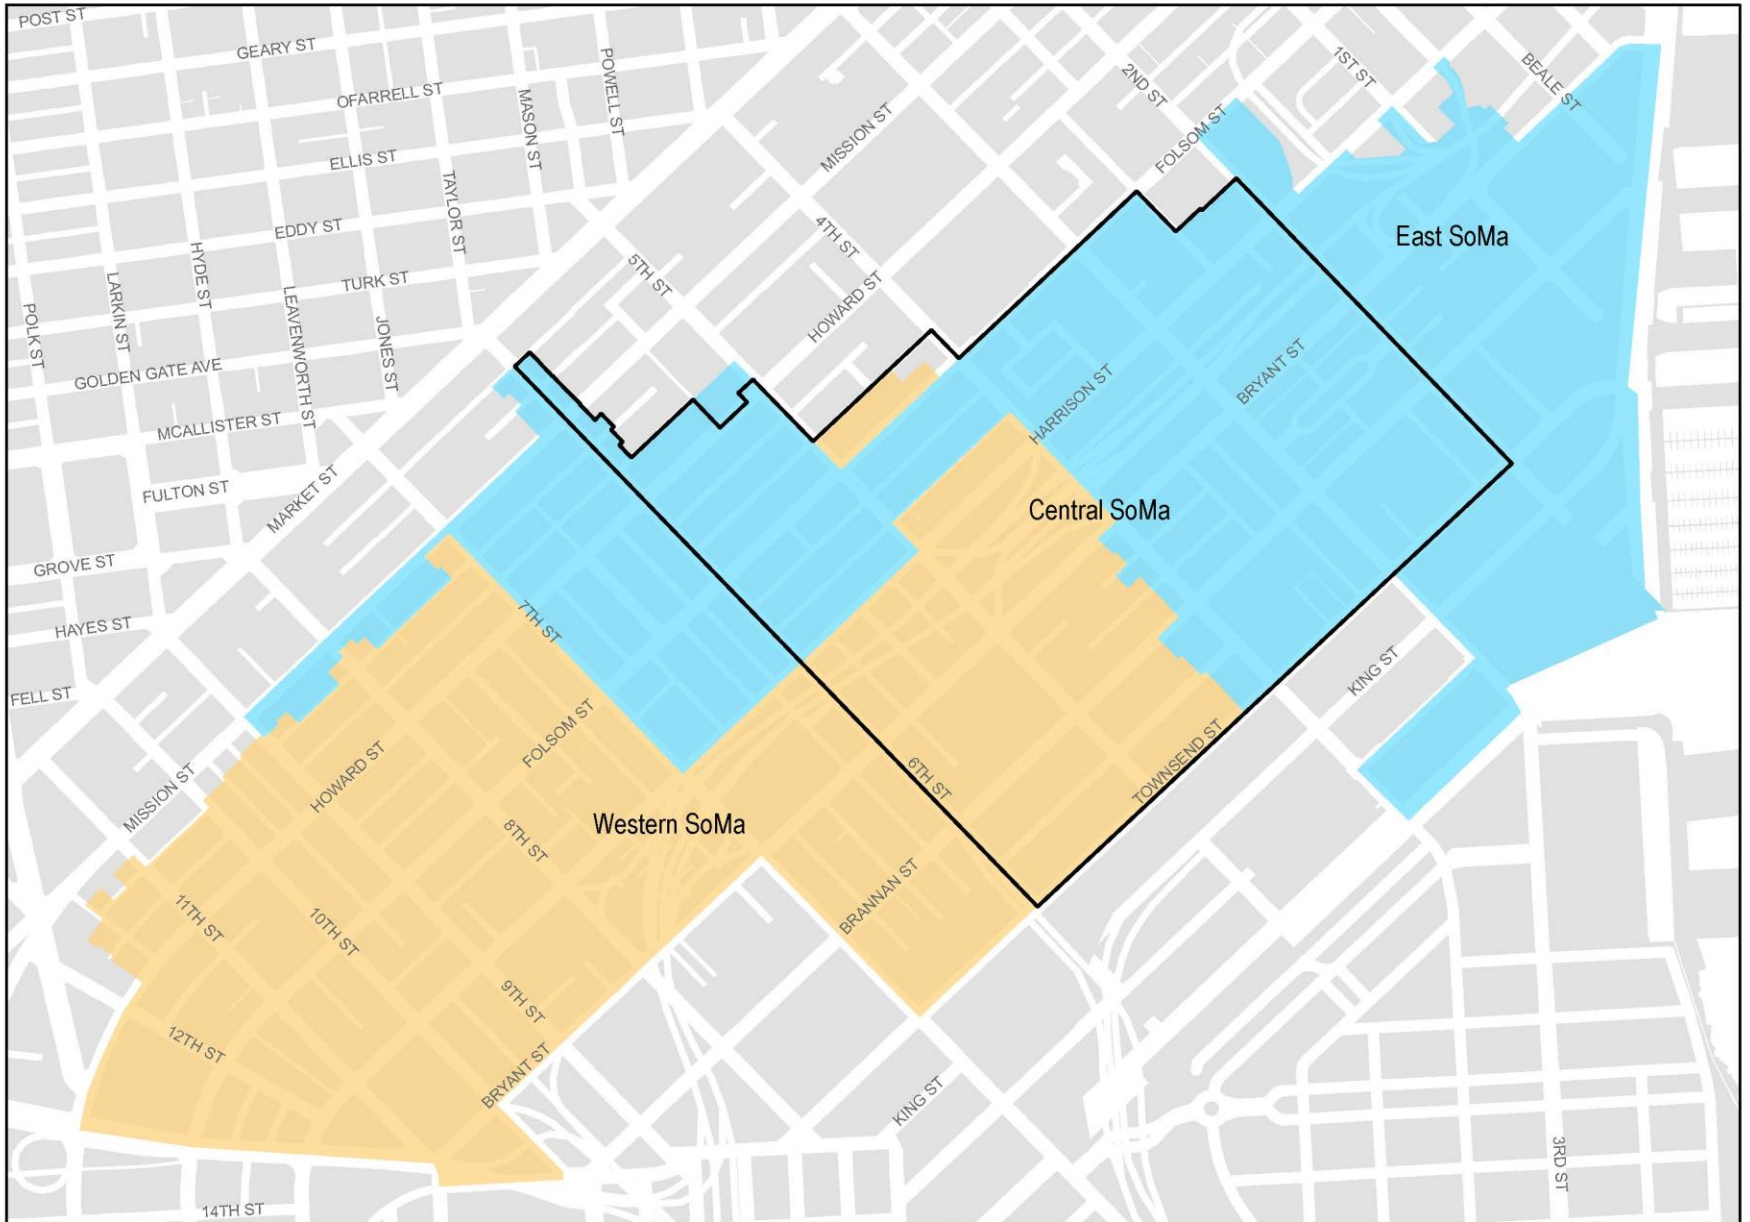 POST ST
GEARY ST
POWELL ST
OFARRELL ST
MASON ST
ELLIS ST
TAYLOR ST
EDDY ST
HYDE ST
TURK ST
LARKIN ST
LEAVENWORTH ST
JONES ST
POLK ST
GOLDEN GATE AVE
MCALLISTER ST
FULTON ST
MARKET ST
GROVE ST
HAYES ST
FELL ST
MISSION ST
2ND ST
1ST ST
BEALE ST
FOLSOM ST
4TH ST
5TH ST
HOWARD ST
East SoMa
BRYANT ST
HARRISON ST
Central SoMa
7TH ST
KING ST
FOLSOM ST
HOWARD ST
MISSION ST
6TH ST
TOWNSEND ST
Western SoMa
8TH ST
BRANNAN ST
11TH ST
10TH ST
9TH ST
12TH ST
BRYANT ST
KING ST
3RD ST
14TH ST